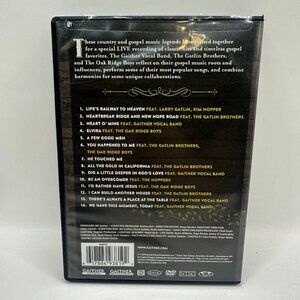 These country and gospel music legends have joined together
for a special LIVE recording of classic hits and timeless gospel
favorites. The Gaither Vocal Band, The Gatlin Brothers,
and The Oak Ridge Boys reflect on their gospel music roots and
influences, perform some of their most popular songs, and combine
harmonies for some unique collaborations.
1. LIFE'S RAILWAY TO HEAVEN FEAT. LARRY GATLIN, KIM HOPPER
2. HEARTBREAK RIDGE AND NEW HOPE ROAD FEAT. THE GATLIN BROTHERS
3. HEART O' MINE FEAT. GAITHER VOCAL BAND
4. ELVIRA FEAT. THE OAK RIDGE BOYS
5. A FEW GOOD MEN
6. YOU HAPPENED TO ME FEAT. THE GATLIN BROTHERS,
THE OAK RIDGE BOYS
7. HE TOUCHED ME
8. ALL THE GOLD IN CALIFORNIA FEAT. THE GATLIN BROTHERS
9. DIG A LITTLE DEEPER IN GOD'S LOVE FEAT. GAITHER VOCAL BAND
10. BE AN OVERCOMER FEAT. THE HOPPERS
11. I'D RATHER HAVE JESUS FEAT. THE OAK RIDGE BOYS
12. I CAN BUILD ANOTHER HOUSE FEAT. THE GATLIN BROTHERS
13. THERE'S ALWAYS A PLACE AT THE TABLE FEAT. GAITHER VOCAL BAND
14. WE HAVE THIS MOMENT, TODAY FEAT. GAITHER VOCAL BAND
GAITHER.COM
GAITHER
GAITHER
DVD